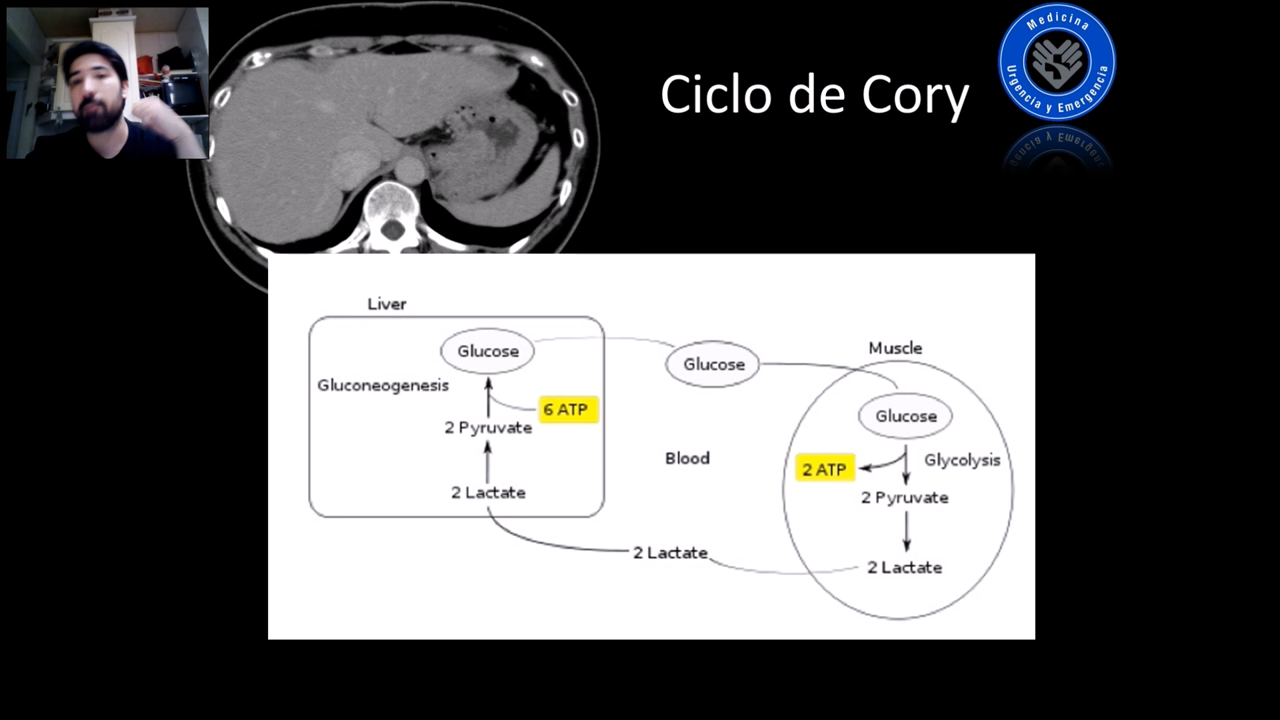 Ciclo de Cory
Medicina
Urgencia y Emergencia
Liver
Glucose
Gluconeogenesis
6 ATP
2 Pyruvate
2 Lactate
Glucose
Blood
2 Lactate
Muscle
Glucose
2 ATP
Glycolysis
2 Pyruvate
2 Lactate